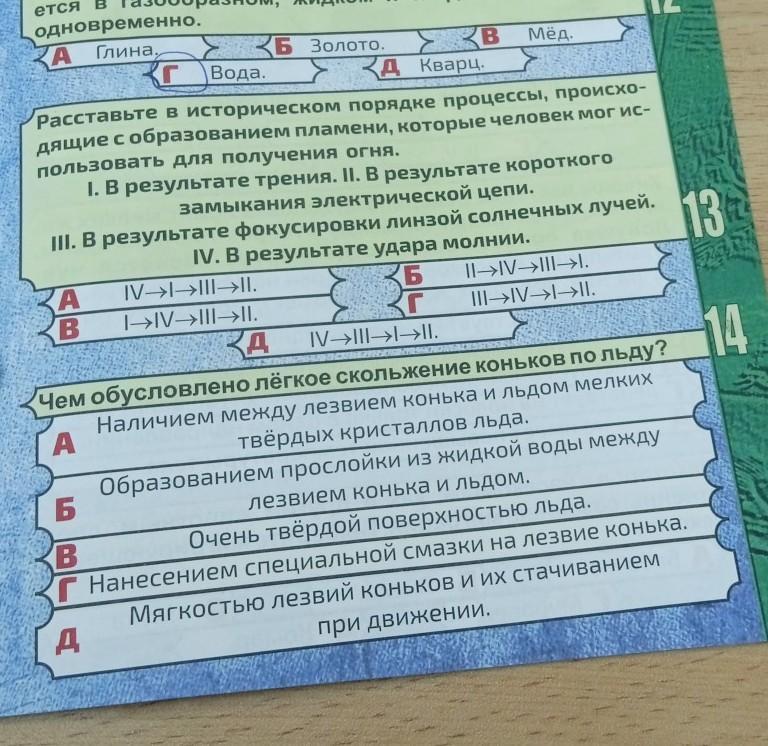 ется в газообразном, жидком и
одновременно.
12
А Глина. Б Золото. В Мёд.
Г Вода. Д Кварц.
Расставьте в историческом порядке процессы, происхо-
дящие с образованием пламени, которые человек мог ис-
пользовать для получения огня.
I. В результате трения. II. В результате короткого
замыкания электрической цепи.
III. В результате фокусировки линзой солнечных лучей.
IV. В результате удара молнии.
13
А IV→I→III→II. Б II→IV→III→I.
В I→IV→III→II. Г III→IV→I→II.
Д IV→III→I→II.
14
Чем обусловлено лёгкое скольжение коньков по льду?
А Наличием между лезвием конька и льдом мелких
твёрдых кристаллов льда.
Б Образованием прослойки из жидкой воды между
лезвием конька и льдом.
В Очень твёрдой поверхностью льда.
Г Нанесением специальной смазки на лезвие конька.
Д Мягкостью лезвий коньков и их стачиванием
при движении.